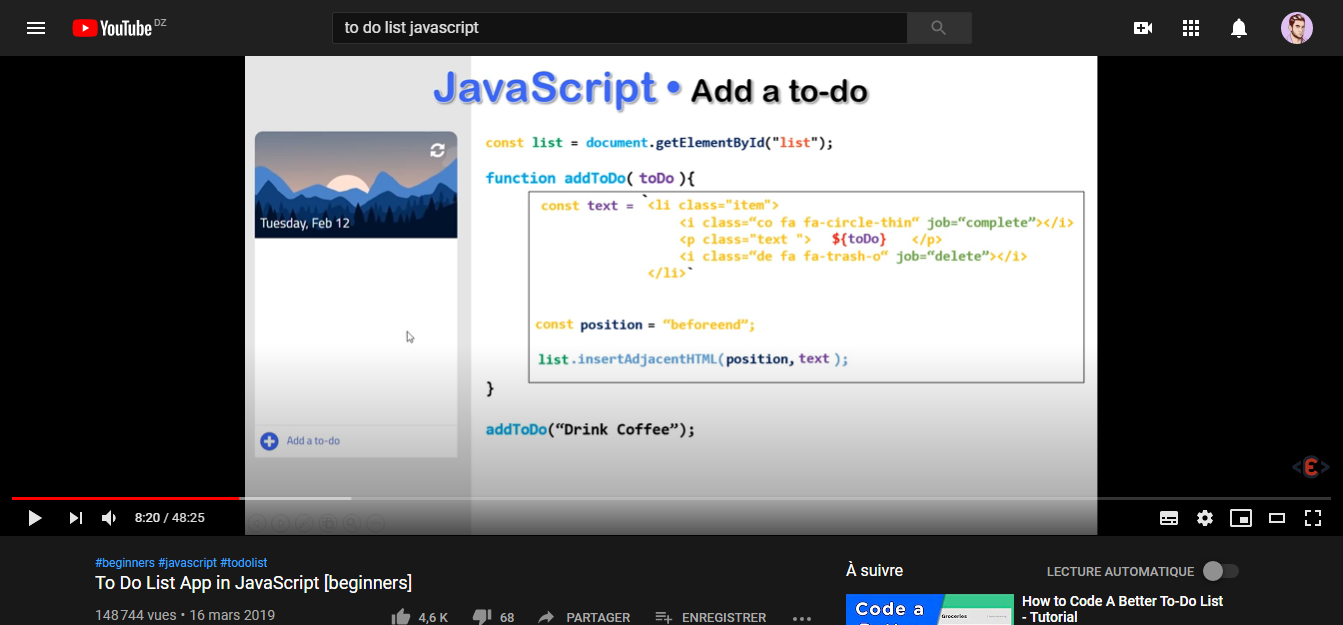 YouTube DZ
to do list javascript
JavaScript • Add a to-do
const list = document.getElementById("list");
function addToDo( toDo ){
const text = `<li class="item">
<i class="co fa fa-circle-thin“ job=“complete”></i>
<p class="text "> ${toDo} </p>
<i class=“de fa fa-trash-o“ job=“delete”></i>
</li>`
const position = “beforeend”;
list.insertAdjacentHTML(position, text );
}
addToDo(“Drink Coffee”);
Tuesday, Feb 12
Add a to-do
<Ɛ>
8:20 / 48:25
#beginners #javascript #todolist
To Do List App in JavaScript [beginners]
148 744 vues • 16 mars 2019
4,6 K
68
PARTAGER
ENREGISTRER
À suivre
LECTURE AUTOMATIQUE
Code a
Groceries
How to Code A Better To-Do List
- Tutorial